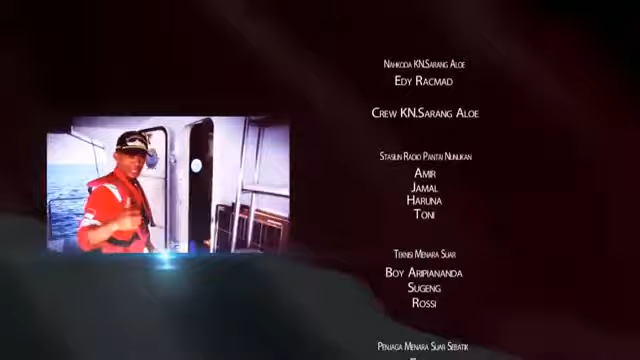 Nahkoda KN.Sarang Aloe
Edy Racmad
Crew KN.Sarang Aloe
Stasiun Radio Pantai Nunukan
Amir
Jamal
Haruna
Toni
Teknisi Menara Suar
Boy Aripiananda
Sugeng
Rossi
Penjaga Menara Suar Sebatik